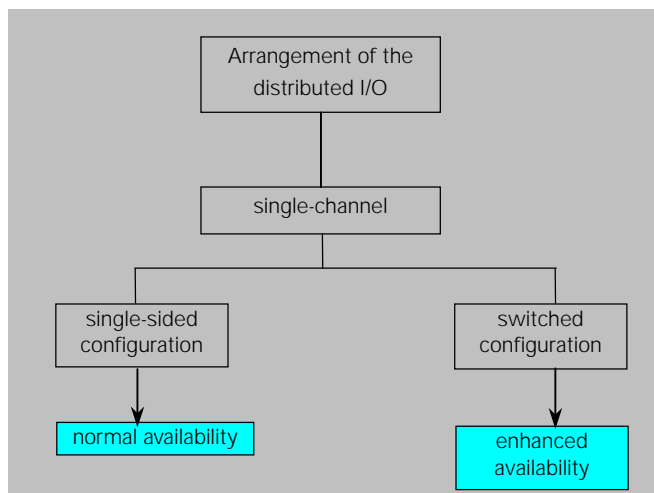 Arrangement of the
distributed I/O
single-channel
single-sided
configuration
switched
configuration
normal availability
enhanced
availability